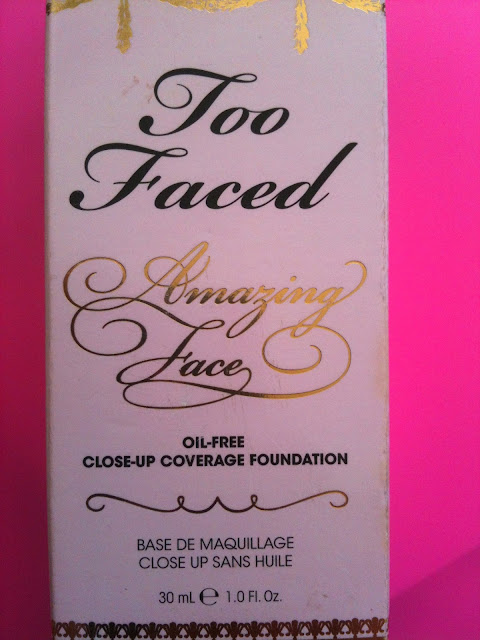 Too
Faced
Amazing
Face
OIL-FREE
CLOSE-UP COVERAGE FOUNDATION
BASE DE MAQUILLAGE
CLOSE UP SANS HUILE
30 mL ℮ 1.0 Fl. Oz.